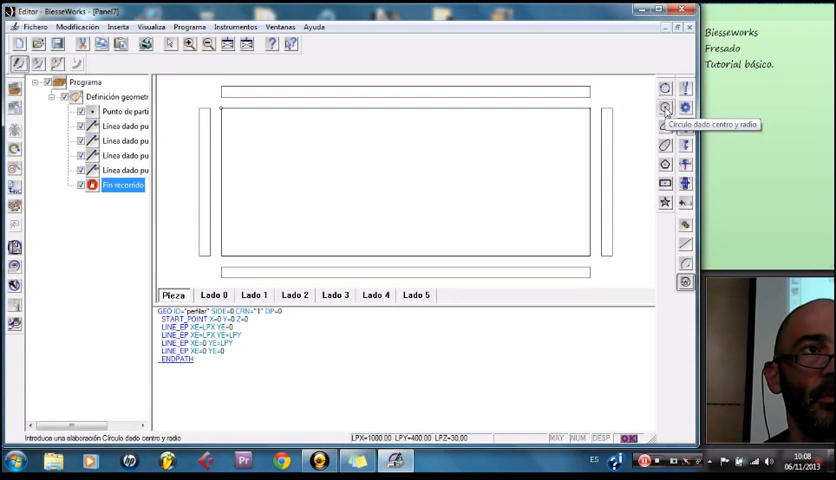 Editor - BiesseWorks - [Panel7]
Fichero Modificación Inserta Visualiza Programa Instrumentos Ventanas Ayuda
Programa
Definición geometr
Punto de parti
Línea dado pu
Línea dado pu
Línea dado pu
Línea dado pu
Fin recorrido
Círculo dado centro y radio
Pieza Lado 0 Lado 1 Lado 2 Lado 3 Lado 4 Lado 5
GEO ID="perfilar" SIDE=0 CRN="1" DP=0
START_POINT X=0 Y=0 Z=0
LINE_EP XE=LPX YE=0
LINE_EP XE=LPX YE=LPY
LINE_EP XE=0 YE=LPY
LINE_EP XE=0 YE=0
ENDPATH
Introduce una elaboración Círculo dado centro y radio
LPX=1000.00 LPY=400.00 LPZ=30.00
MAY NUM DESP OK
Biesseworks
Fresado
Tutorial básico.
hp
Pr
ES
10:08
06/11/2013